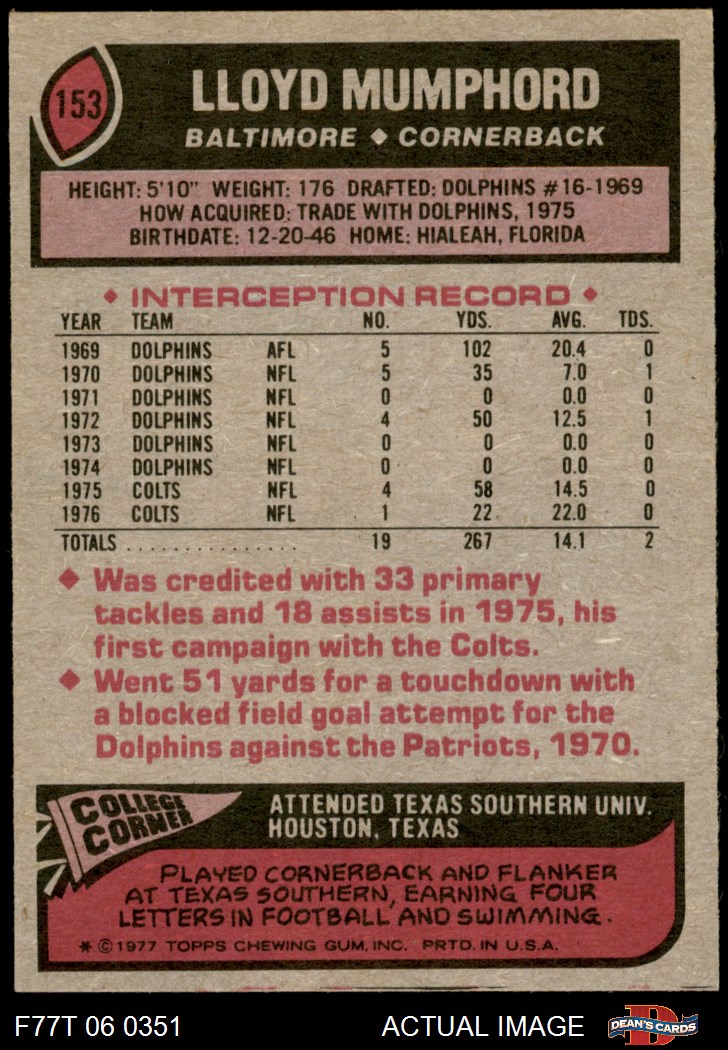 153
LLOYD MUMPHORD
BALTIMORE ◆ CORNERBACK
HEIGHT: 5'10" WEIGHT: 176 DRAFTED: DOLPHINS #16-1969
HOW ACQUIRED: TRADE WITH DOLPHINS, 1975
BIRTHDATE: 12-20-46 HOME: HIALEAH, FLORIDA
◆ INTERCEPTION RECORD ◆
YEAR TEAM NO. YDS. AVG. TDS.
1969 DOLPHINS AFL 5 102 20.4 0
1970 DOLPHINS NFL 5 35 7.0 1
1971 DOLPHINS NFL 0 0 0.0 0
1972 DOLPHINS NFL 4 50 12.5 1
1973 DOLPHINS NFL 0 0 0.0 0
1974 DOLPHINS NFL 0 0 0.0 0
1975 COLTS NFL 4 58 14.5 0
1976 COLTS NFL 1 22 22.0 0
TOTALS ................ 19 267 14.1 2
◆ Was credited with 33 primary
tackles and 18 assists in 1975, his
first campaign with the Colts.
◆ Went 51 yards for a touchdown with
a blocked field goal attempt for the
Dolphins against the Patriots, 1970.
COLLEGE
CORNER
ATTENDED TEXAS SOUTHERN UNIV.
HOUSTON, TEXAS
PLAYED CORNERBACK AND FLANKER
AT TEXAS SOUTHERN, EARNING FOUR
LETTERS IN FOOTBALL AND SWIMMING.
* ©1977 TOPPS CHEWING GUM, INC. PRTD. IN U.S.A.
F77T 06 0351 ACTUAL IMAGE
D
DEAN'S CARDS